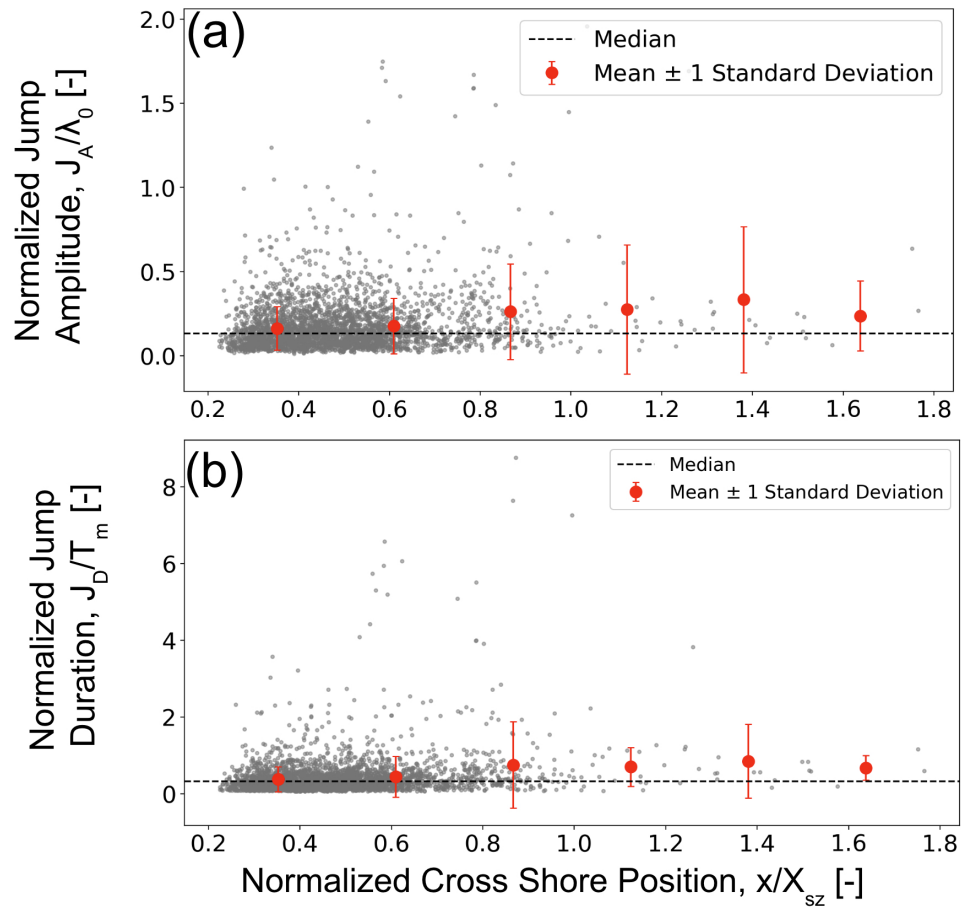 (a)
Median
Mean ± 1 Standard Deviation
Normalized Jump
Amplitude, J_A/λ_0 [-]
2.0
1.5
1.0
0.5
0.0
0.2 0.4 0.6 0.8 1.0 1.2 1.4 1.6 1.8
(b)
Median
Mean ± 1 Standard Deviation
Normalized Jump
Duration, J_D/T_m [-]
8
6
4
2
0
0.2 0.4 0.6 0.8 1.0 1.2 1.4 1.6 1.8
Normalized Cross Shore Position, x/X_sz [-]